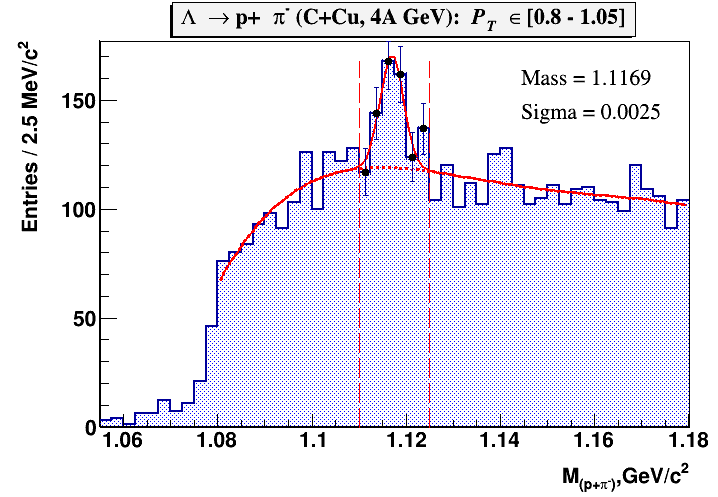 Λ → p+ π⁻ (C+Cu, 4A GeV): P_T ∈ [0.8 - 1.05]
Entries / 2.5 MeV/c²
Mass = 1.1169
Sigma = 0.0025
150
100
50
0
1.06 1.08 1.1 1.12 1.14 1.16 1.18
M_(p+π⁻),GeV/c²